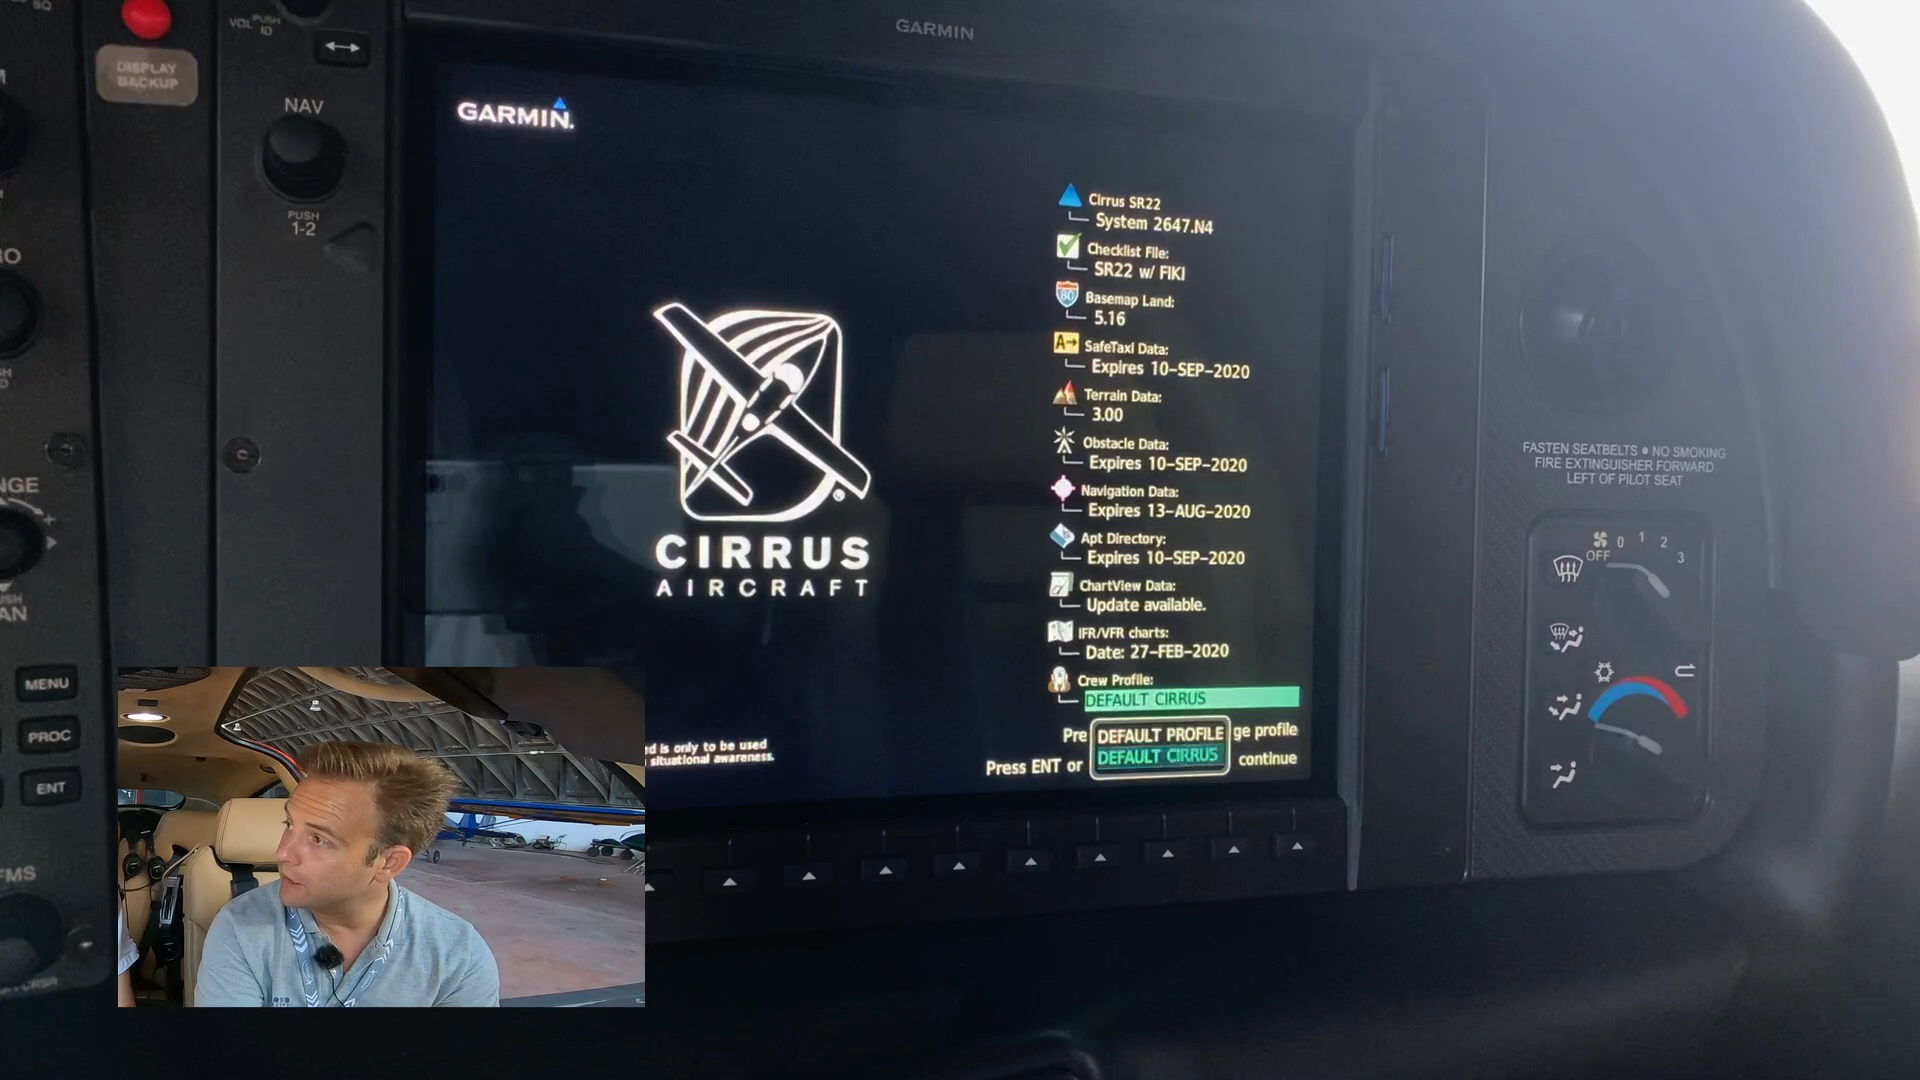 VOL PUSH
ID
GARMIN
DISPLAY
BACKUP
NAV
PUSH
1-2
GARMIN
Cirrus SR22
System 2647.N4
Checklist File:
SR22 w/ FIKI
80
Basemap Land:
5.16
A
SafeTaxi Data:
Expires 10-SEP-2020
Terrain Data:
3.00
Obstacle Data:
Expires 10-SEP-2020
Navigation Data:
Expires 13-AUG-2020
Apt Directory:
Expires 10-SEP-2020
ChartView Data:
Update available.
IFR/VFR charts:
Date: 27-FEB-2020
Crew Profile:
DEFAULT CIRRUS
Pre DEFAULT PROFILE ge profile
DEFAULT CIRRUS
Press ENT or continue
CIRRUS
AIRCRAFT
ed is only to be used
situational awareness.
MENU
PROC
ENT
FMS
FASTEN SEATBELTS • NO SMOKING
FIRE EXTINGUISHER FORWARD
LEFT OF PILOT SEAT
OFF 0 1 2 3